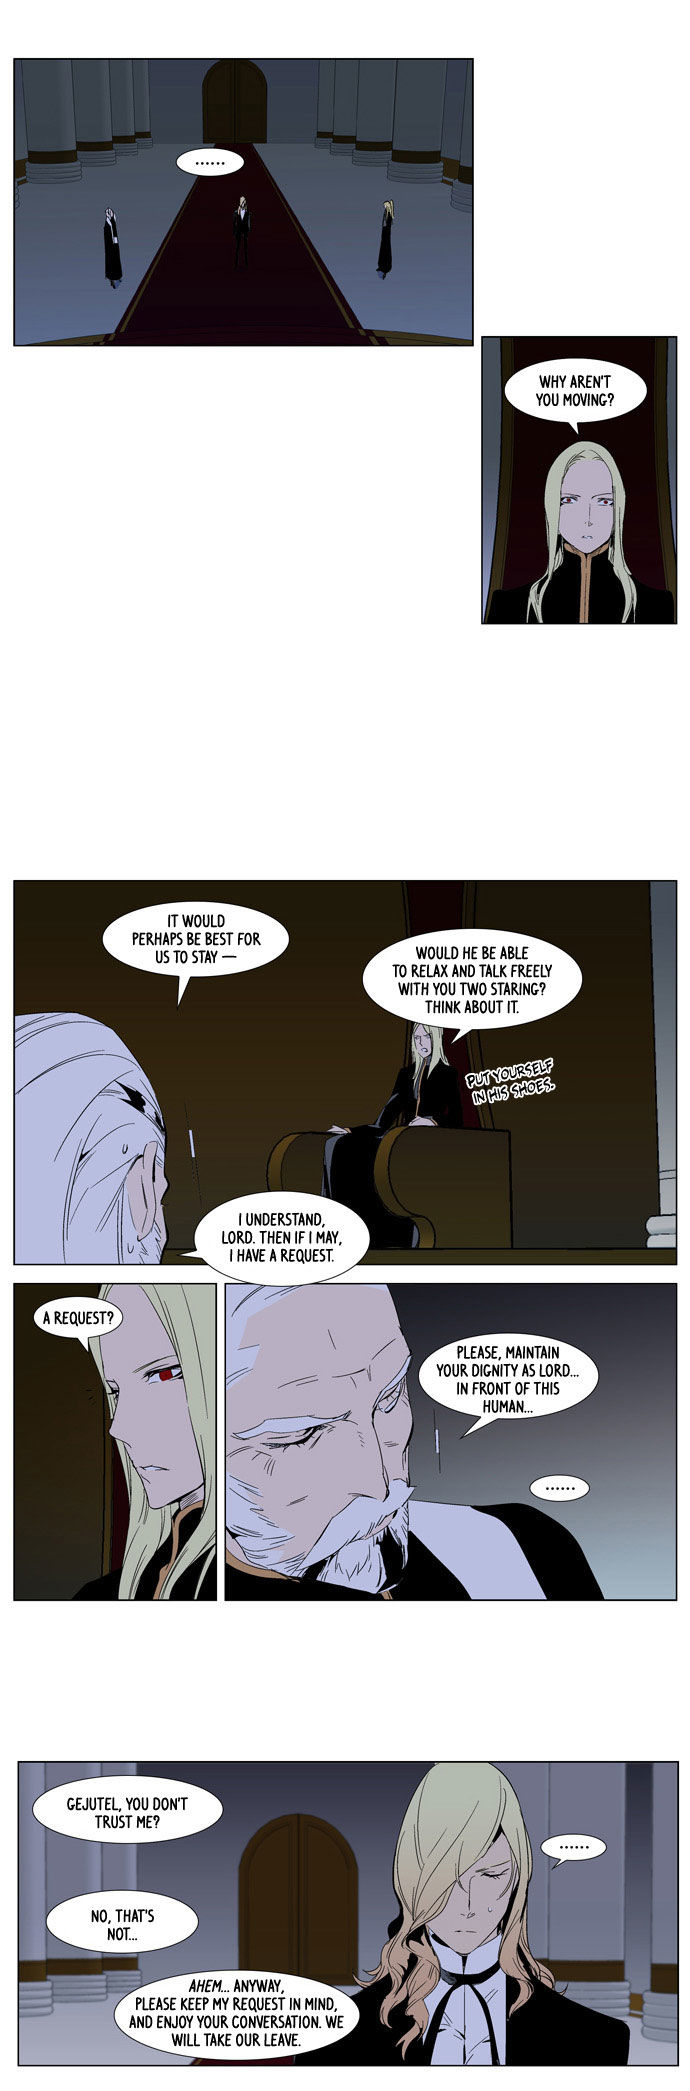 ......
WHY AREN'T
YOU MOVING?
IT WOULD
PERHAPS BE BEST FOR
US TO STAY —
WOULD HE BE ABLE
TO RELAX AND TALK FREELY
WITH YOU TWO STARING?
THINK ABOUT IT.
PUT YOURSELF
IN HIS SHOES.
I UNDERSTAND,
LORD. THEN IF I MAY,
I HAVE A REQUEST.
A REQUEST?
PLEASE, MAINTAIN
YOUR DIGNITY AS LORD...
IN FRONT OF THIS
HUMAN...
......
GEJUTEL, YOU DON'T
TRUST ME?
......
NO, THAT'S
NOT...
AHEM... ANYWAY,
PLEASE KEEP MY REQUEST IN MIND,
AND ENJOY YOUR CONVERSATION. WE
WILL TAKE OUR LEAVE.